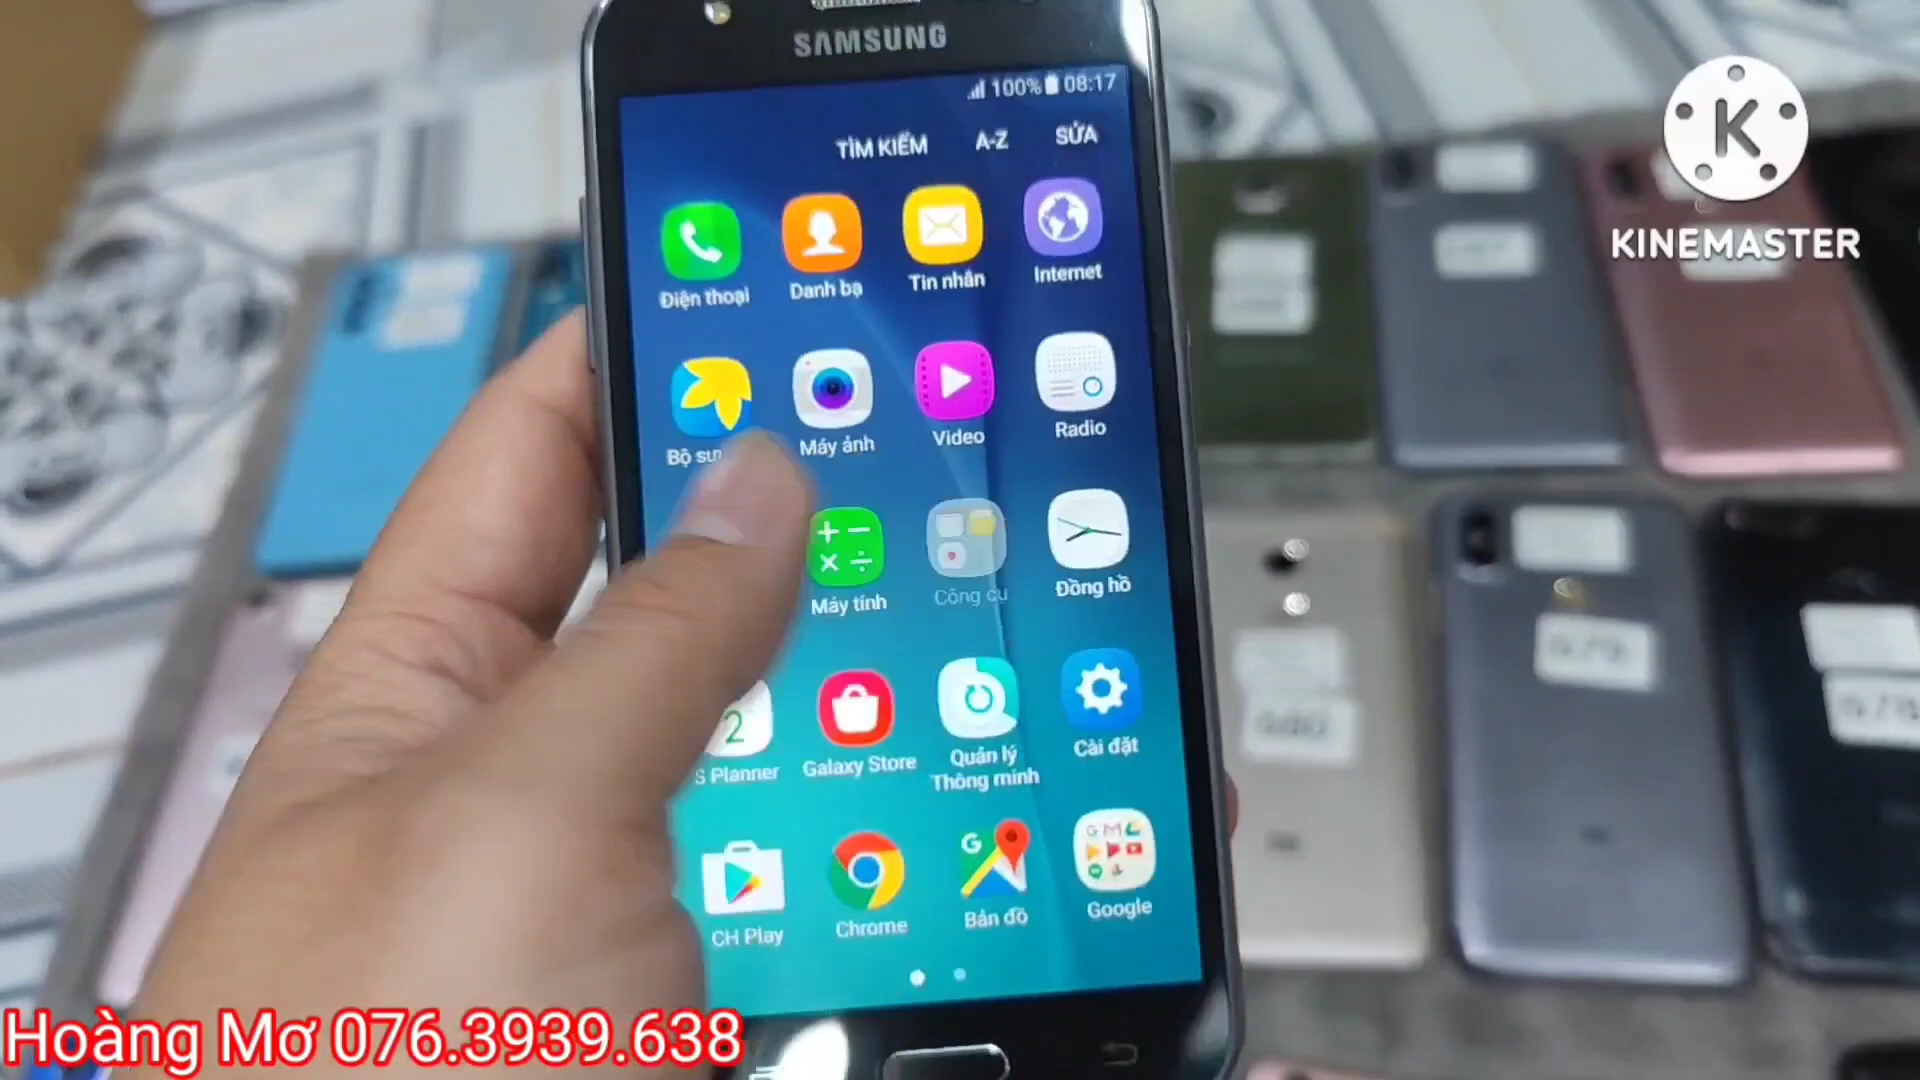 SAMSUNG
100% 08:17
TÌM KIẾM A-Z SỬA
Điện thoại
Danh bạ
Tin nhắn
Internet
Máy ảnh
Video
Radio
Máy tính
Công cụ
Đồng hồ
2
S Planner
Galaxy Store
Quản lý
Thông minh
Cài đặt
CH Play
Chrome
Bản đồ
Google
K
KINEMASTER
Hoàng Mơ 076.3939.638